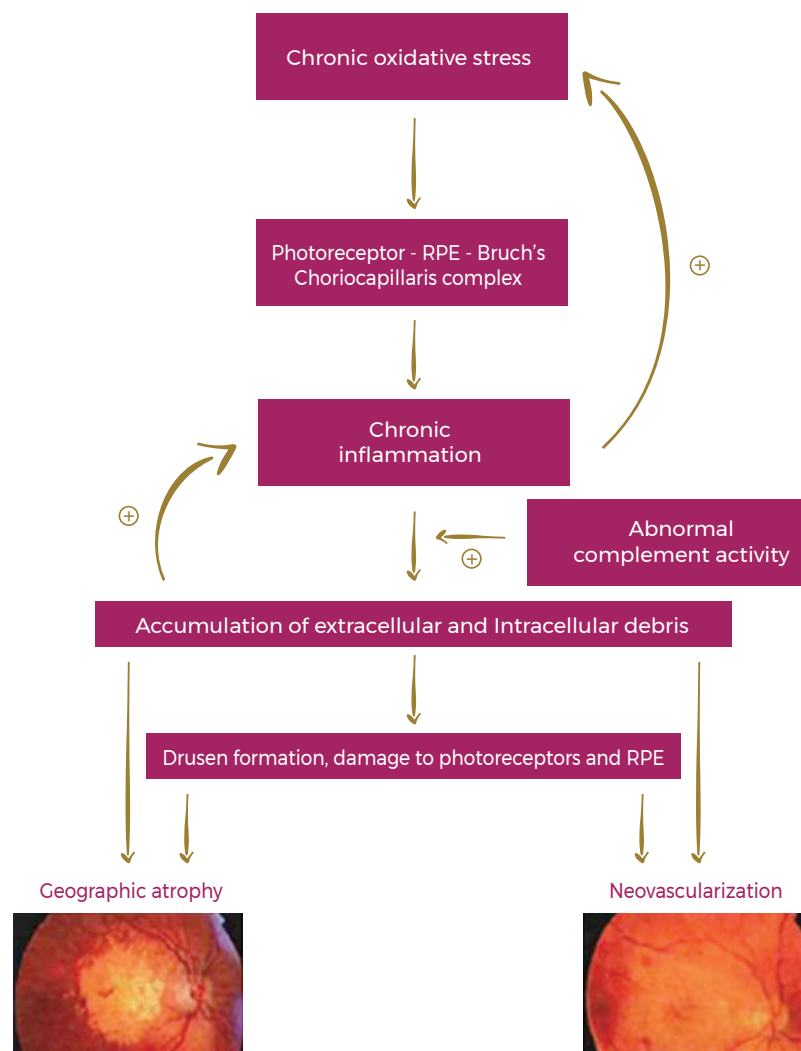 Chronic oxidative stress
Photoreceptor - RPE - Bruch's
Choriocapillaris complex
Chronic
inflammation
Abnormal
complement activity
Accumulation of extracellular and Intracellular debris
Drusen formation, damage to photoreceptors and RPE
Geographic atrophy
Neovascularization